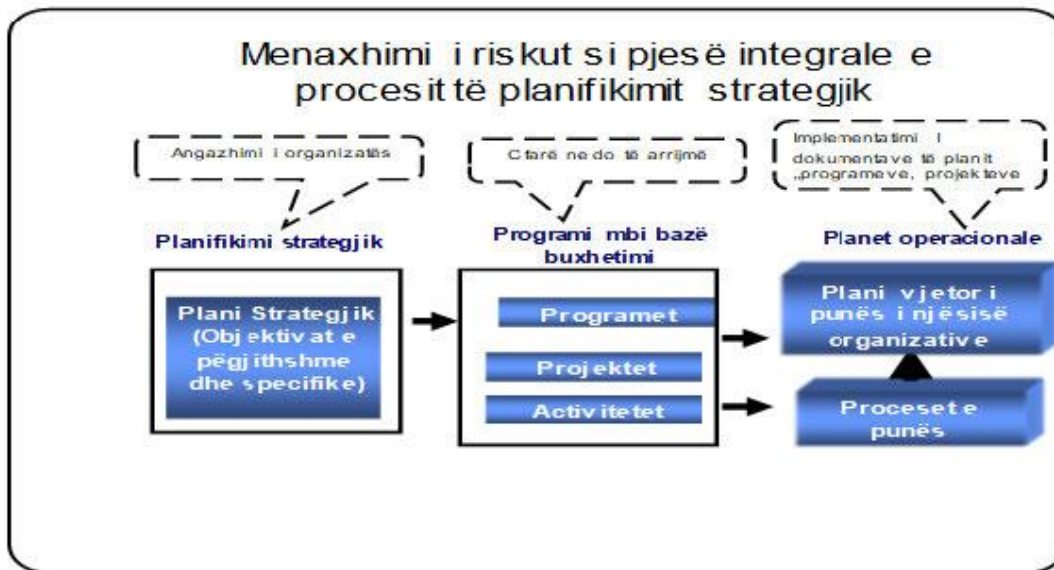 Menaxhimi i riskut si pjesë integrale e
procesit të planifikimit strategjik
Angazhimi i organizatës
Cfarë ne do të arrijmë
Implementatimi I
dokumentave të planit
„programeve, projekteve
Planifikimi strategjik
Programi mbi bazë
buxhetimi
Planet operacionale
Plani Strategjik
(Objektivat e
pëgjithshme
dhe specifike)
Programet
Projektet
Activitetet
Plani vjetor i
punës i njësisë
organizative
Proceset e
punës